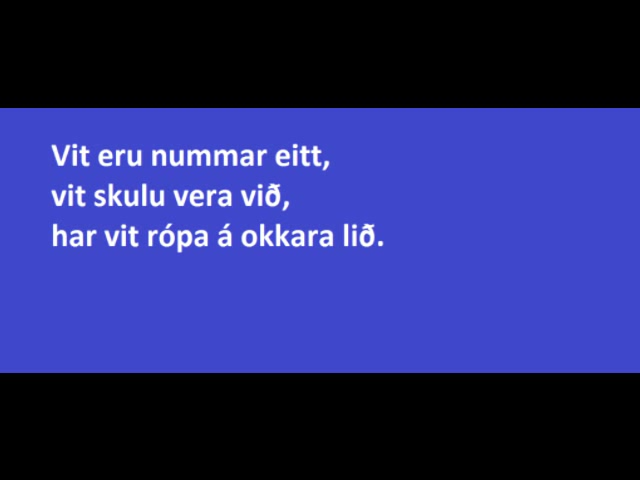 Vit eru nummar eitt,
vit skulu vera við,
har vit rópa á okkara lið.